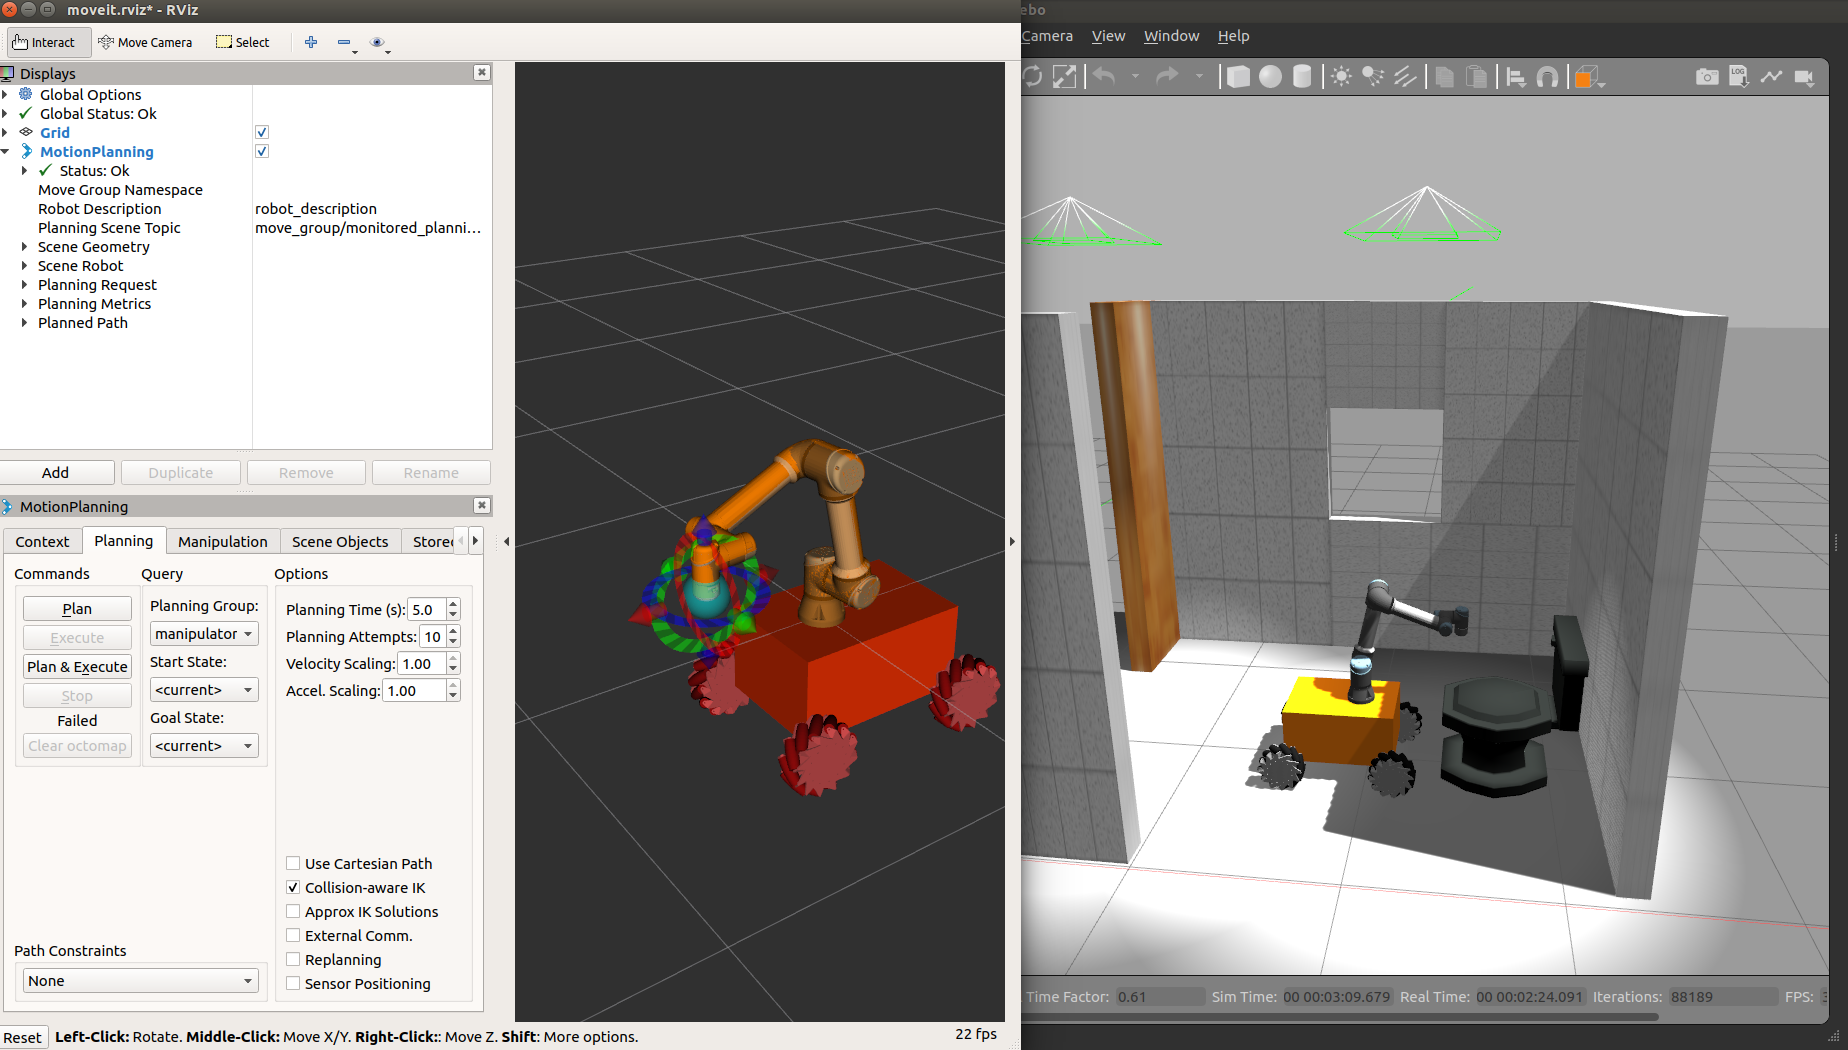 moveit.rviz* - RViz
Interact Move Camera Select
Displays
Global Options
Global Status: Ok
Grid
MotionPlanning
Status: Ok
Move Group Namespace
Robot Description robot_description
Planning Scene Topic move_group/monitored_planni...
Scene Geometry
Scene Robot
Planning Request
Planning Metrics
Planned Path
Add Duplicate Remove Rename
MotionPlanning
Context Planning Manipulation Scene Objects Store
Commands Query Options
Plan
Execute
Plan & Execute
Stop
Failed
Clear octomap
Planning Group:
manipulator
Start State:
<current>
Goal State:
<current>
Planning Time (s): 5.0
Planning Attempts: 10
Velocity Scaling: 1.00
Accel. Scaling: 1.00
Use Cartesian Path
Collision-aware IK
Approx IK Solutions
External Comm.
Replanning
Sensor Positioning
Path Constraints
None
Reset Left-Click: Rotate. Middle-Click: Move X/Y. Right-Click:: Move Z. Shift: More options. 22 fps
ebo
Camera View Window Help
LOG
Time Factor: 0.61 Sim Time: 00 00:03:09.679 Real Time: 00 00:02:24.091 Iterations: 88189 FPS: